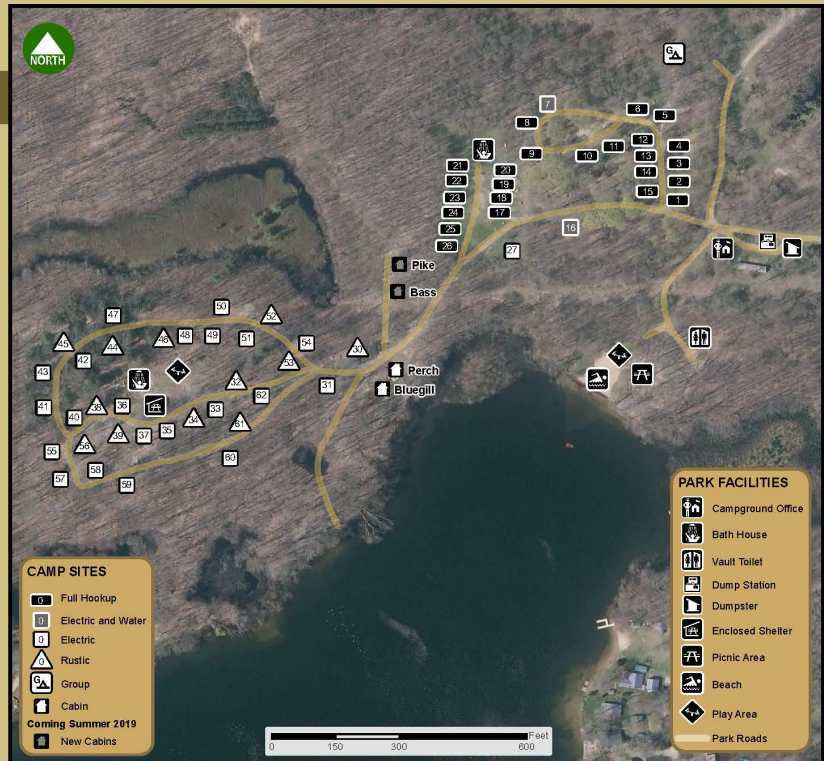 NORTH
G
7
6
8
5
12
4
11
21
20
9
10
13
3
22
19
14
2
23
18
15
1
24
17
16
25
26
27
Pike
Bass
50
47
52
46
48
49
51
54
45
44
30
42
53
43
Perch
32
31
Bluegill
62
41
38
36
33
40
34
61
39
37
35
55
56
60
58
57
59
PARK FACILITIES
Campground Office
Bath House
Vault Toilet
Dump Station
Dumpster
Enclosed Shelter
Picnic Area
Beach
Play Area
Park Roads
CAMP SITES
0 Full Hookup
0 Electric and Water
0 Electric
0 Rustic
G Group
Cabin
Coming Summer 2019
New Cabins
Feet
0 150 300 600